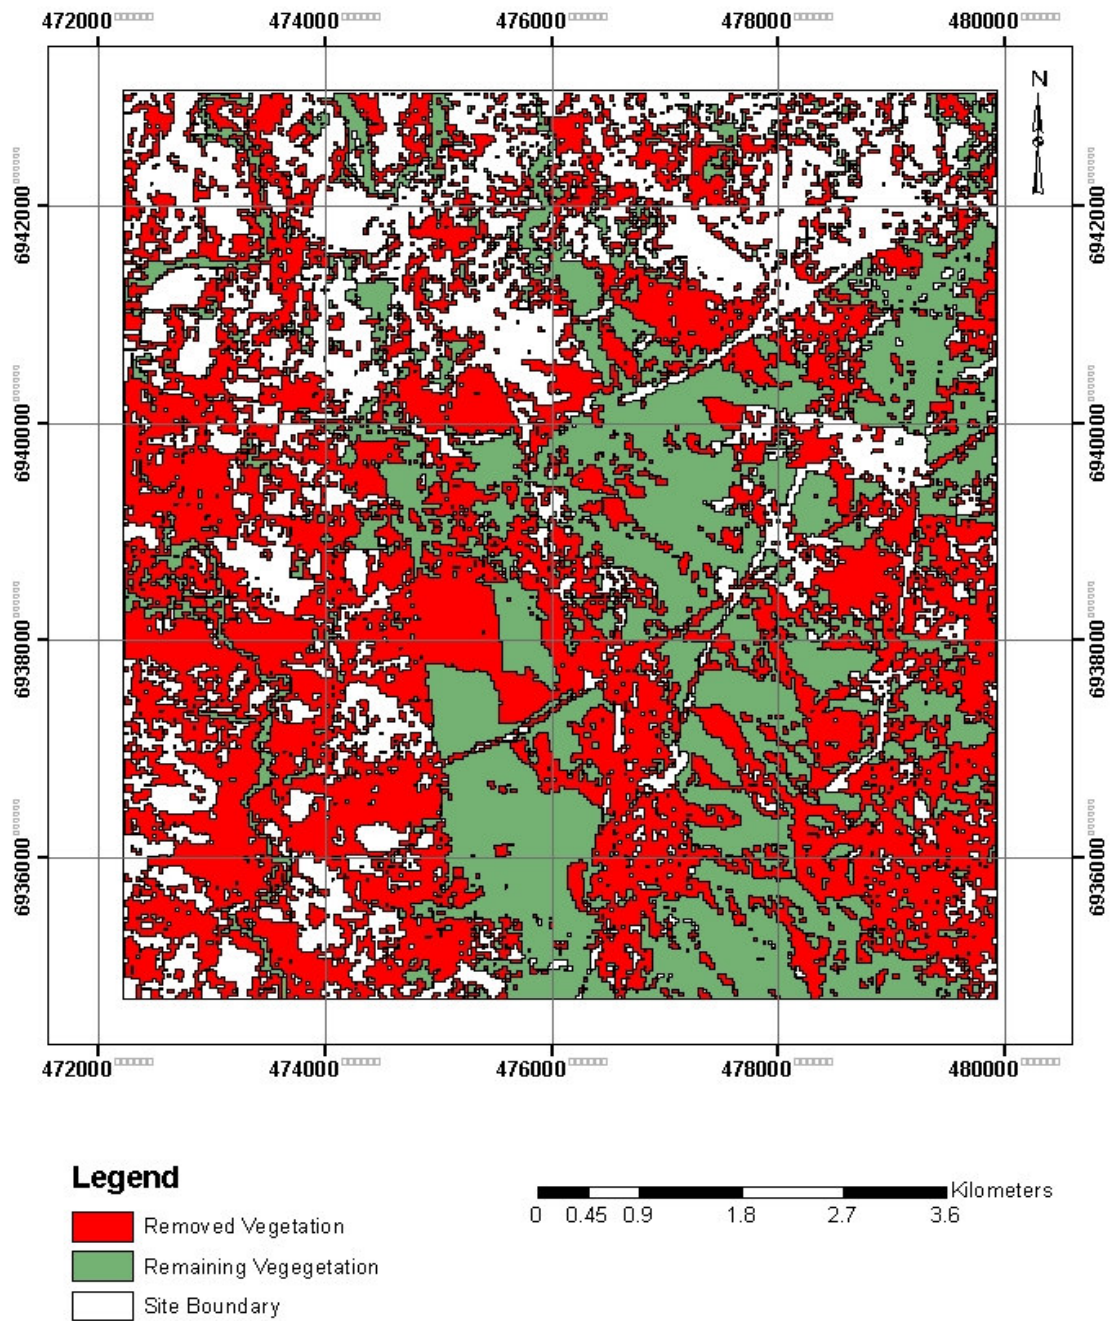 472000 474000 476000 478000 480000
N
6942000 6942000
6940000 6940000
6938000 6938000
6936000 6936000
472000 474000 476000 478000 480000
Legend
Removed Vegetation
Remaining Vegegetation
Site Boundary
Kilometers
0 0.45 0.9 1.8 2.7 3.6